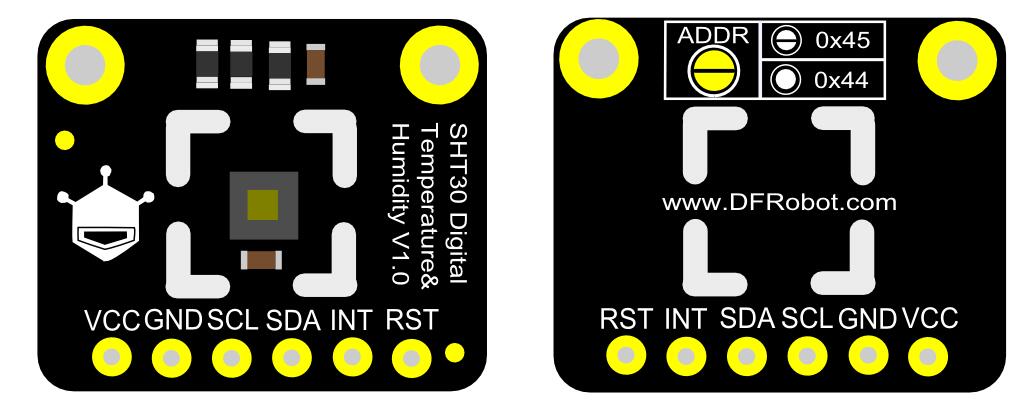 SHT30 Digital
Temperature&
Humidity V1.0
VCC GND SCL SDA INT RST
ADDR
0x45
0x44
www.DFRobot.com
RST INT SDA SCL GND VCC